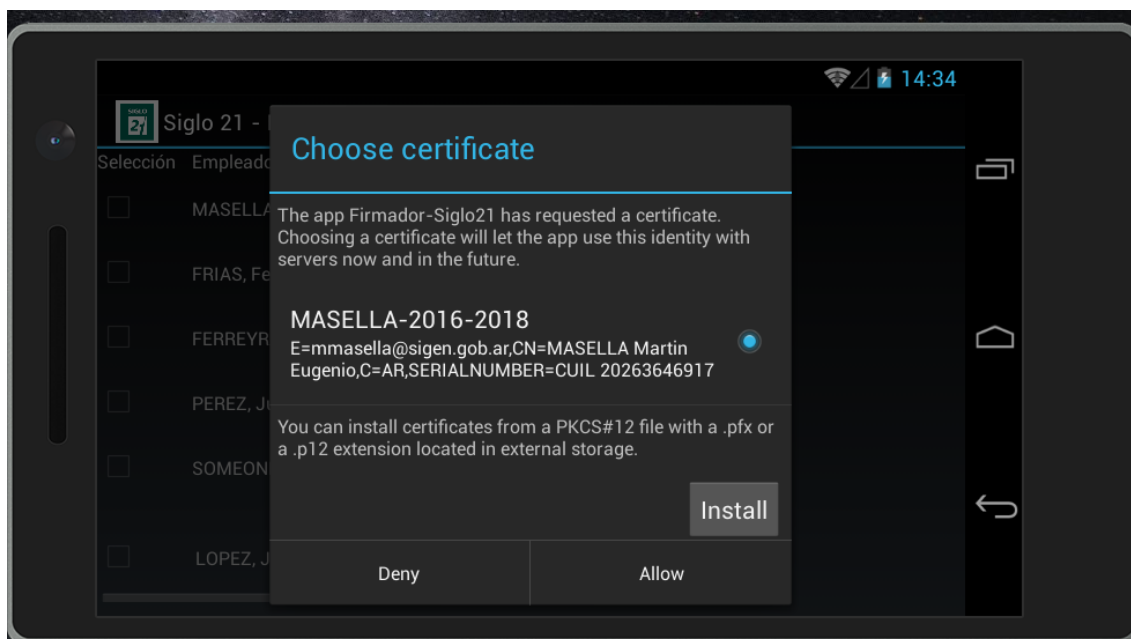 14:34
SIGLO
21
Siglo 21 -
Selección Empleado
MASELLA
FRIAS, Fe
FERREYR
PEREZ, Ju
SOMEON
LOPEZ, J
Choose certificate
The app Firmador-Siglo21 has requested a certificate.
Choosing a certificate will let the app use this identity with
servers now and in the future.
MASELLA-2016-2018
E=mmasella@sigen.gob.ar,CN=MASELLA Martin
Eugenio,C=AR,SERIALNUMBER=CUIL 20263646917
You can install certificates from a PKCS#12 file with a .pfx or
a .p12 extension located in external storage.
Install
Deny Allow